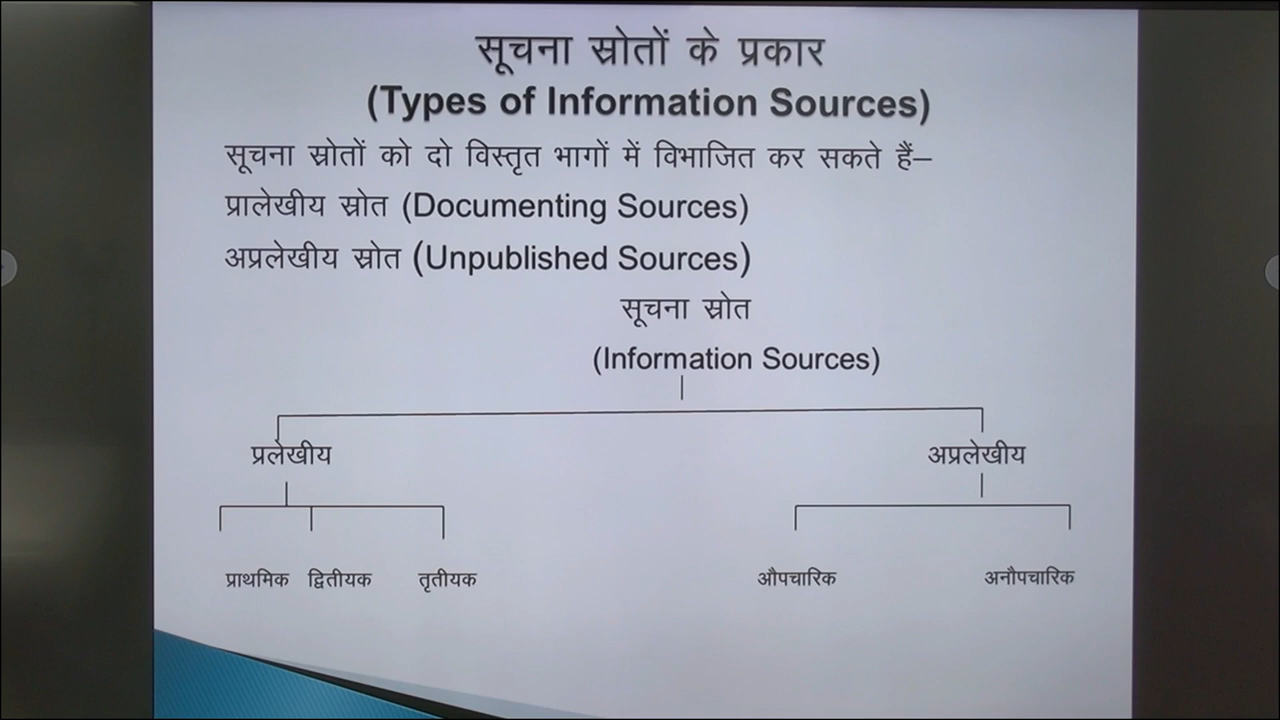 सूचना स्रोतों के प्रकार
(Types of Information Sources)
सूचना स्रोतों को दो विस्तृत भागों में विभाजित कर सकते हैं–
प्रालेखीय स्रोत (Documenting Sources)
अप्रलेखीय स्रोत (Unpublished Sources)
सूचना स्रोत
(Information Sources)
प्रलेखीय अप्रलेखीय
प्राथमिक द्वितीयक तृतीयक औपचारिक अनौपचारिक